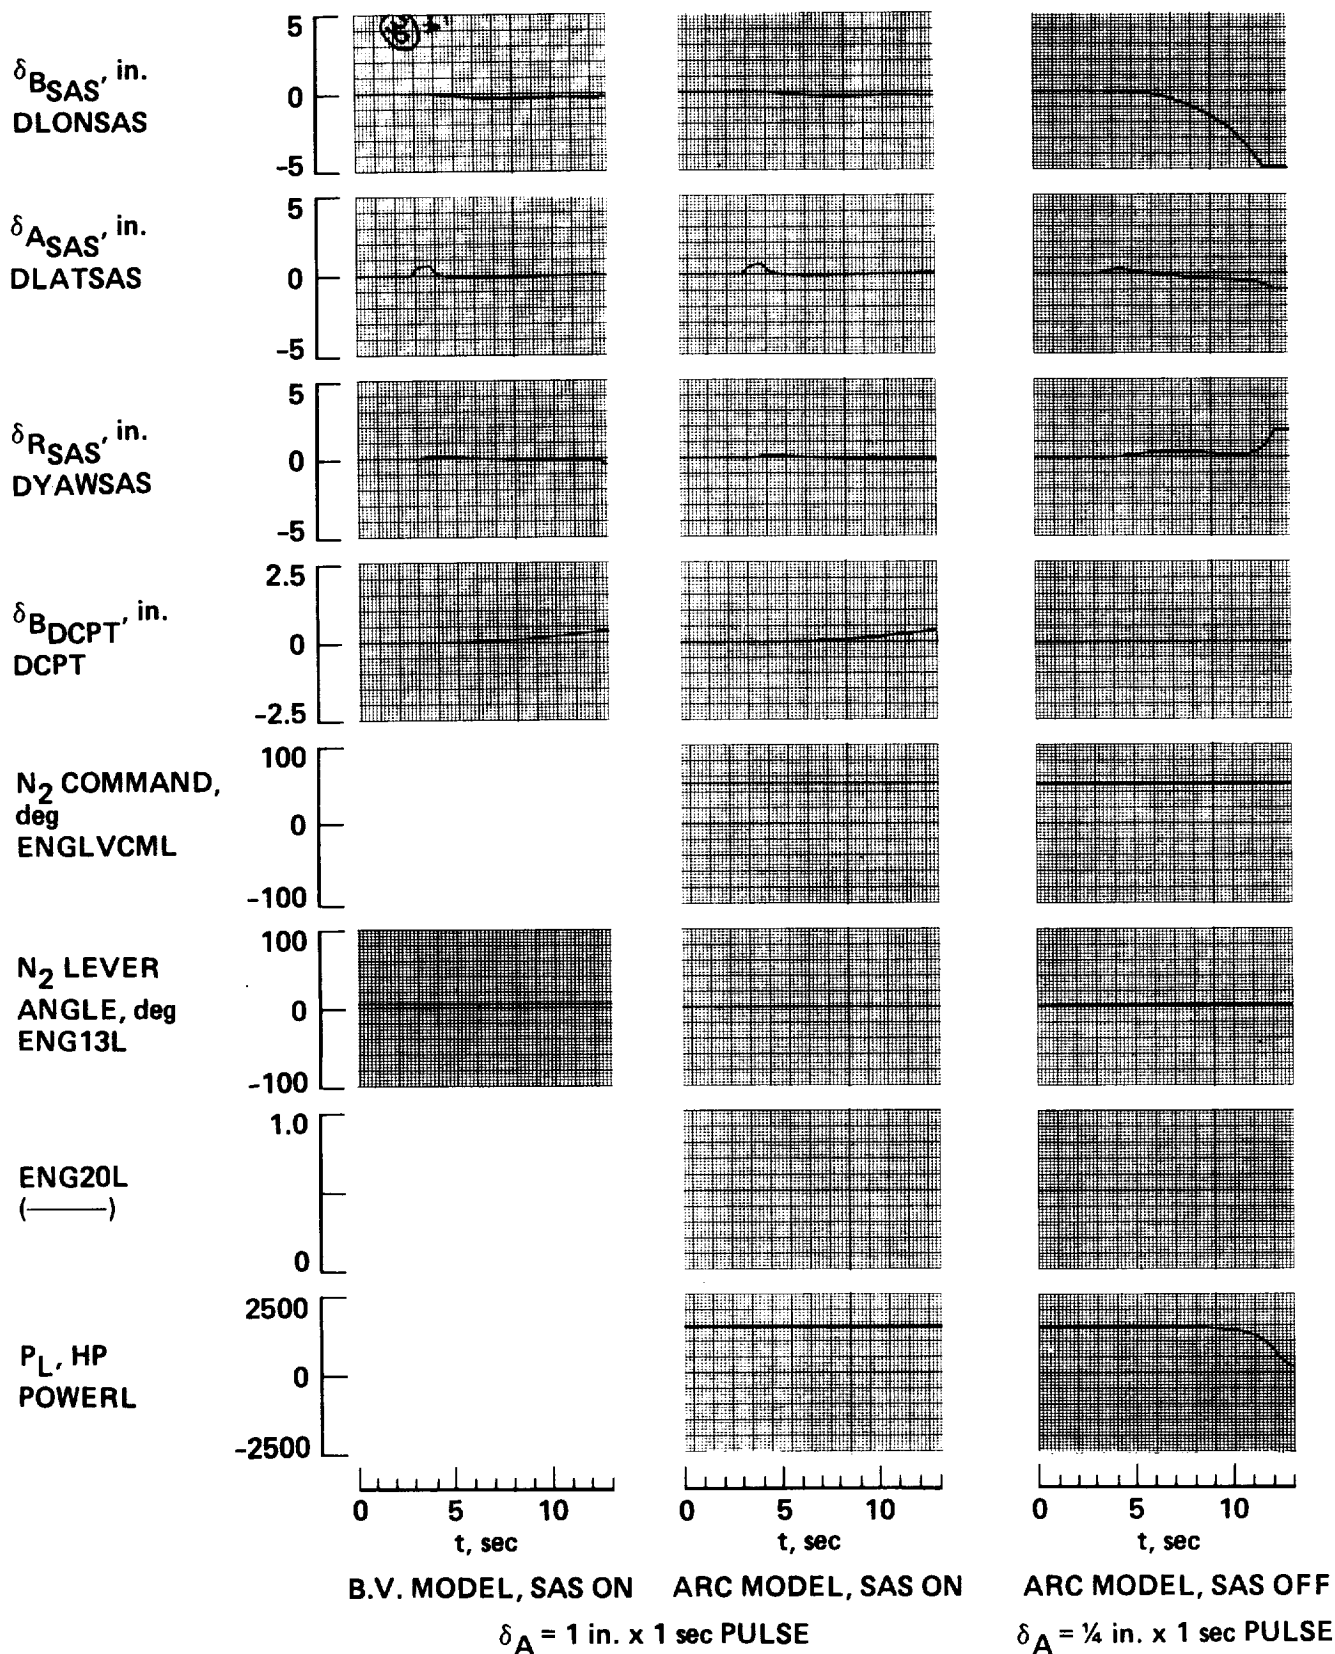 5
δBSAS, in.
0
DLONSAS
-5
5
δASAS, in.
0
DLATSAS
-5
5
δRSAS, in.
0
DYAWSAS
-5
2.5
δBDCPT, in.
0
DCPT
-2.5
100
N2 COMMAND,
deg
0
ENGLVCML
-100
100
N2 LEVER
ANGLE, deg
0
ENG13L
-100
1.0
ENG20L
(———)
0
2500
PL, HP
0
POWERL
-2500
0 5 10 0 5 10 0 5 10
t, sec t, sec t, sec
B.V. MODEL, SAS ON ARC MODEL, SAS ON ARC MODEL, SAS OFF
δA = 1 in. x 1 sec PULSE δA = ¼ in. x 1 sec PULSE